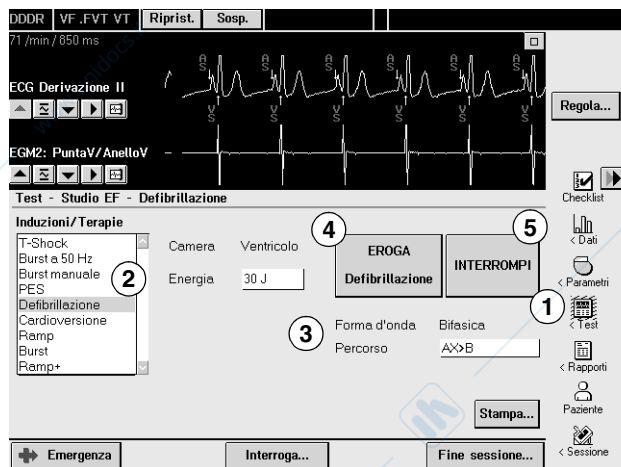 DDDR VF .FVT VT Riprist. Sosp.
71 /min / 850 ms
ECG Derivazione II
A S A S A S A S A S A S
V S V S V S V S V S V S
EGM2: PuntaV/AnelloV
Regola...
Checklist
< Dati
< Parametri
< Test
< Rapporti
Paziente
< Sessione
Test - Studio EF - Defibrillazione
Induzioni/Terapie
T-Shock
Burst a 50 Hz
Burst manuale
PES
Defibrillazione
Cardioversione
Ramp
Burst
Ramp+
Camera Ventricolo
Energia 30 J
EROGA
Defibrillazione
INTERROMPI
Forma d'onda Bifasica
Percorso AX>B
1
2
3
4
5
Stampa...
Emergenza Interroga... Fine sessione...